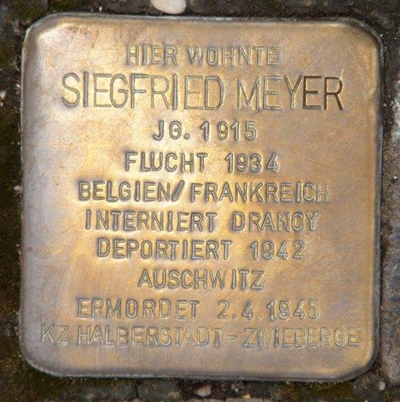 HIER WOHNTE
SIEGFRIED MEYER
JG. 1915
FLUCHT 1934
BELGIEN/FRANKREICH
INTERNIERT DRANCY
DEPORTIERT 1942
AUSCHWITZ
ERMORDET 2.4.1945
KZ HALBERSTADT-ZWIEBERGE